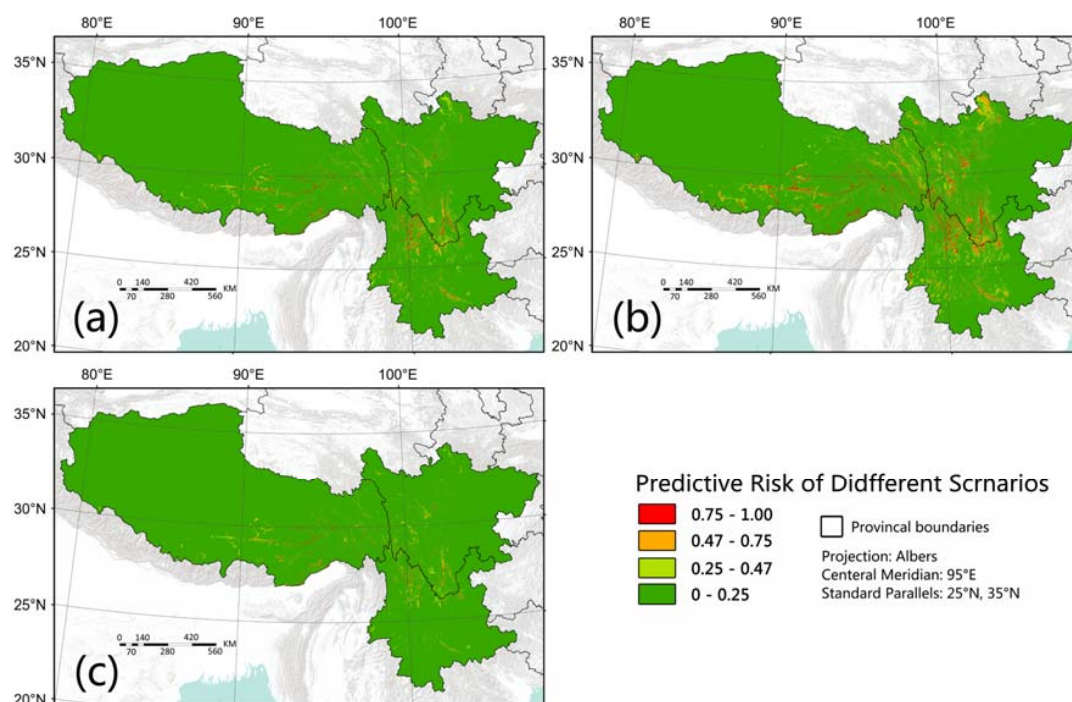 80°E 90°E 100°E
35°N
30°N
25°N
20°N
0 140 420
70 280 560 KM
(a)
80°E 90°E 100°E
35°N
30°N
25°N
20°N
0 140 420
70 280 560 KM
(b)
80°E 90°E 100°E
35°N
30°N
25°N
20°N
0 140 420
70 280 560 KM
(c)
Predictive Risk of Didfferent Scrnarios
0.75 - 1.00
0.47 - 0.75
0.25 - 0.47
0 - 0.25
Provincal boundaries
Projection: Albers
Centeral Meridian: 95°E
Standard Parallels: 25°N, 35°N